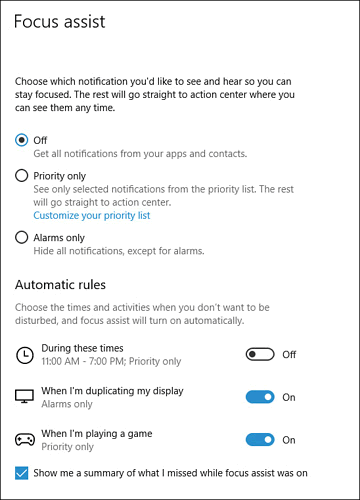 Focus assist
Choose which notification you'd like to see and hear so you can
stay focused. The rest will go straight to action center where you
can see them any time.
Off
Get all notifications from your apps and contacts.
Priority only
See only selected notifications from the priority list. The rest
will go straight to action center.
Customize your priority list
Alarms only
Hide all notifications, except for alarms.
Automatic rules
Choose the times and activities when you don't want to be
disturbed, and focus assist will turn on automatically.
During these times
11:00 AM - 7:00 PM; Priority only
Off
When I'm duplicating my display
Alarms only
On
When I'm playing a game
Priority only
On
Show me a summary of what I missed while focus assist was on